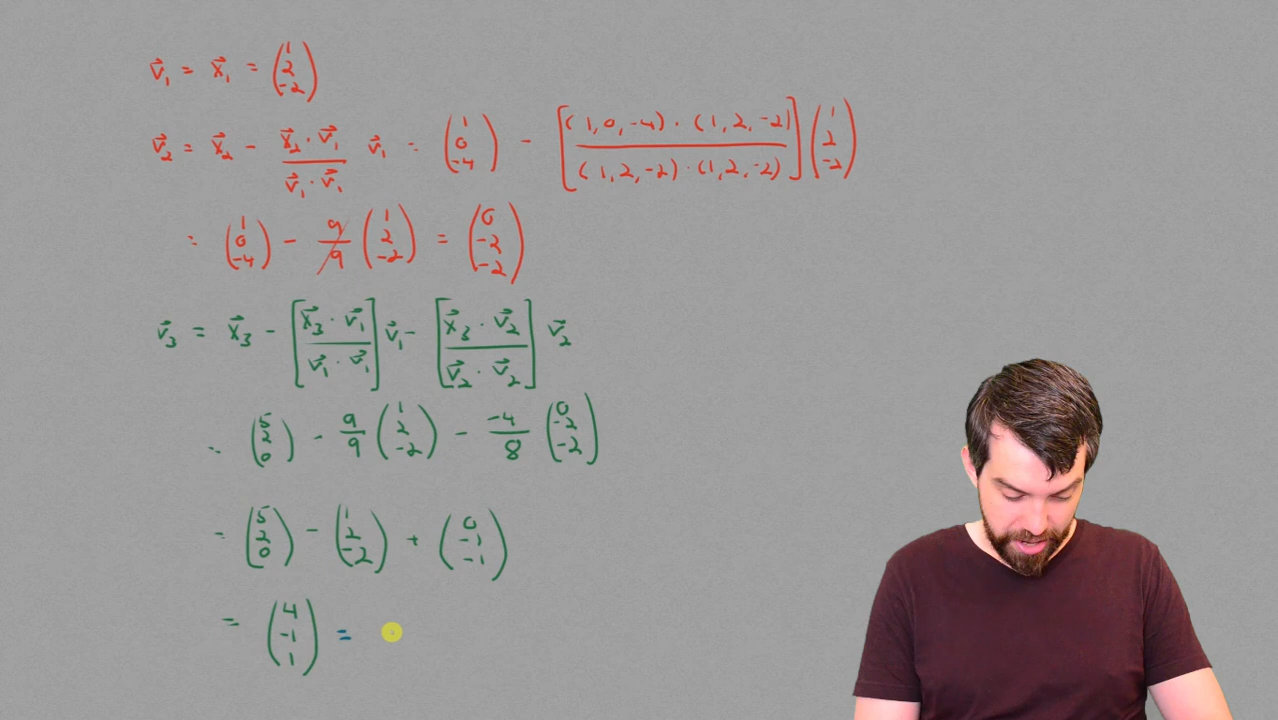 v⃗₁ = x⃗₁ = (1 2 -2)
v⃗₂ = x⃗₂ - (x⃗₂ · v⃗₁)/(v⃗₁ · v⃗₁) v⃗₁ = (1 0 -4) - [((1, 0, -4) · (1, 2, -2))/((1, 2, -2) · (1, 2, -2))] (1 2 -2)
= (1 0 -4) - 9/9 (1 2 -2) = (0 -2 -2)
v⃗₃ = x⃗₃ - [(x⃗₃ · v⃗₁)/(v⃗₁ · v⃗₁)] v⃗₁ - [(x⃗₃ · v⃗₂)/(v⃗₂ · v⃗₂)] v⃗₂
= (5 2 0) - 9/9 (1 2 -2) - -4/8 (0 -2 -2)
= (5 2 0) - (1 2 -2) + (0 -1 -1)
= (4 -1 1) =